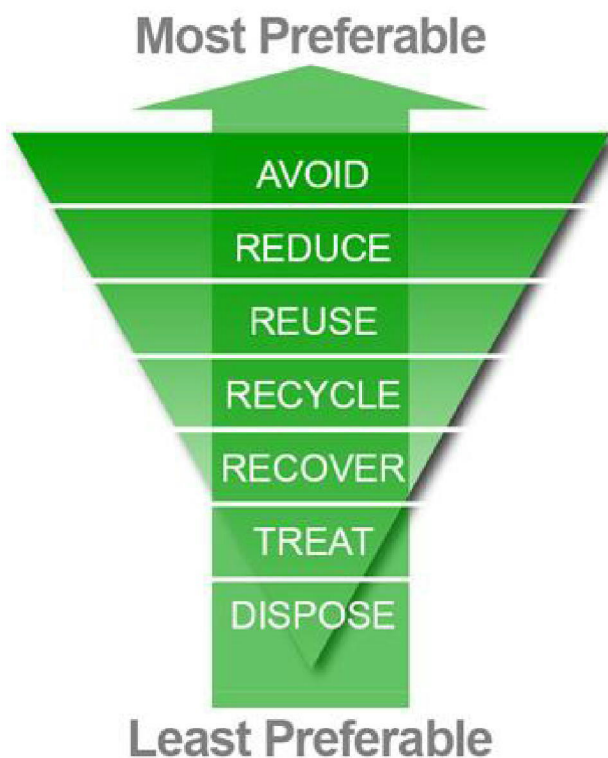 Most Preferable
AVOID
REDUCE
REUSE
RECYCLE
RECOVER
TREAT
DISPOSE
Least Preferable